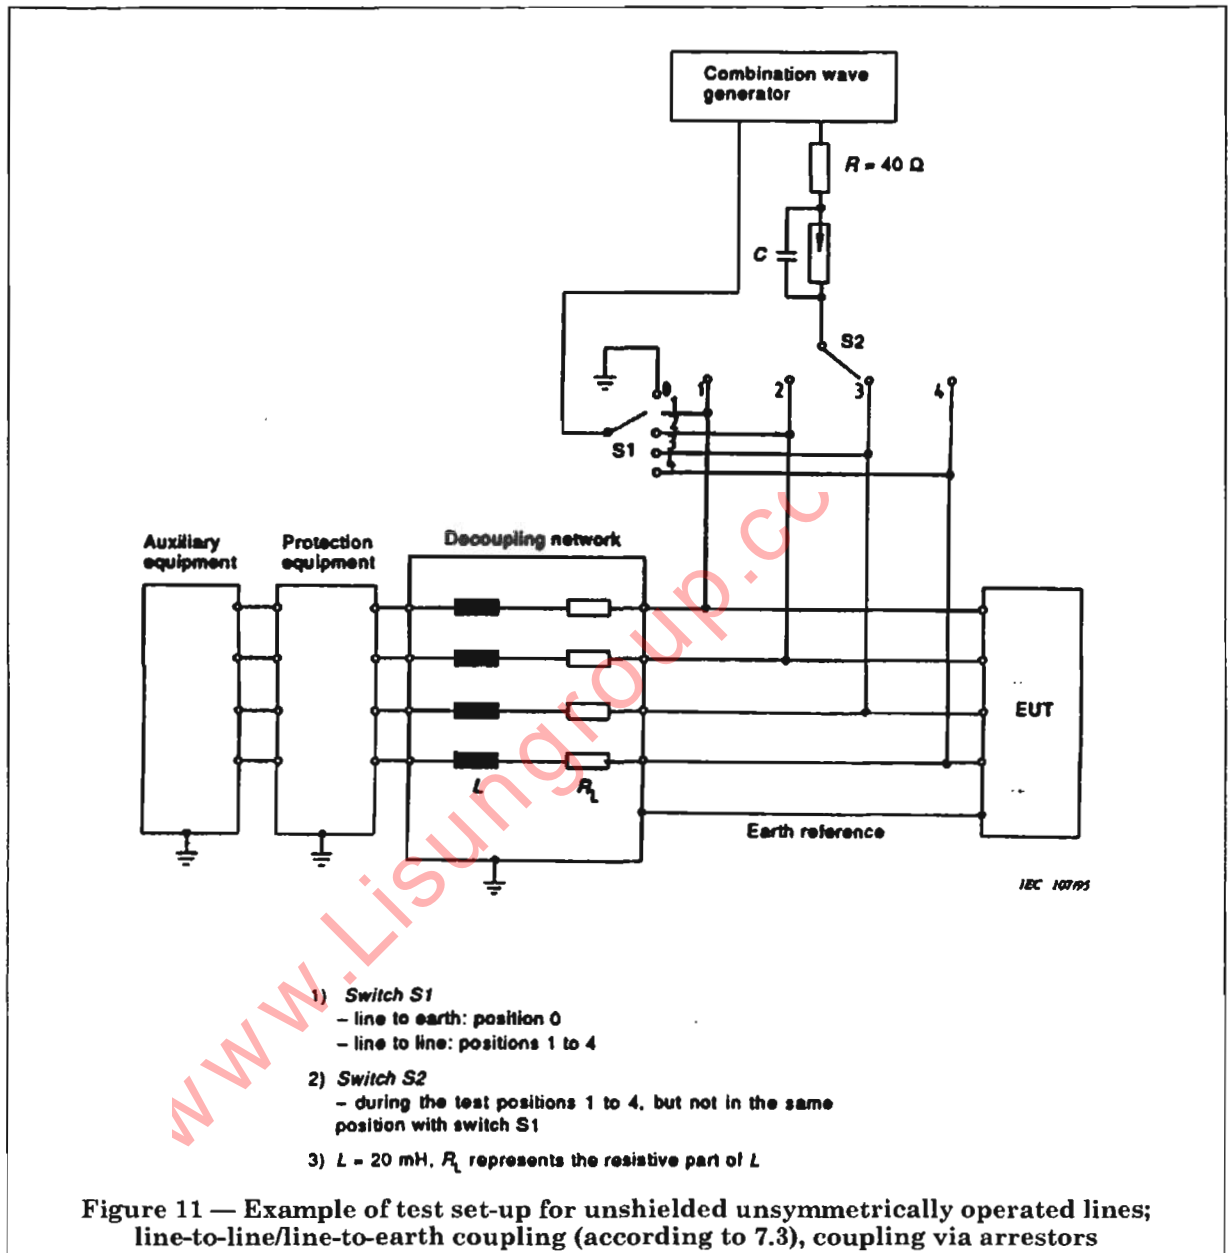 Combination wave
generator
R = 40 Ω
C
S2
0 1 2 3 4
S1
Auxiliary
equipment
Protection
equipment
Decoupling network
EUT
L
R_L
Earth reference
IEC 107/95
www.Lisungroup.cc
1) Switch S1
– line to earth: position 0
– line to line: positions 1 to 4
2) Switch S2
– during the test positions 1 to 4, but not in the same
position with switch S1
3) L = 20 mH, R_L represents the resistive part of L
Figure 11 — Example of test set-up for unshielded unsymmetrically operated lines;
line-to-line/line-to-earth coupling (according to 7.3), coupling via arrestors